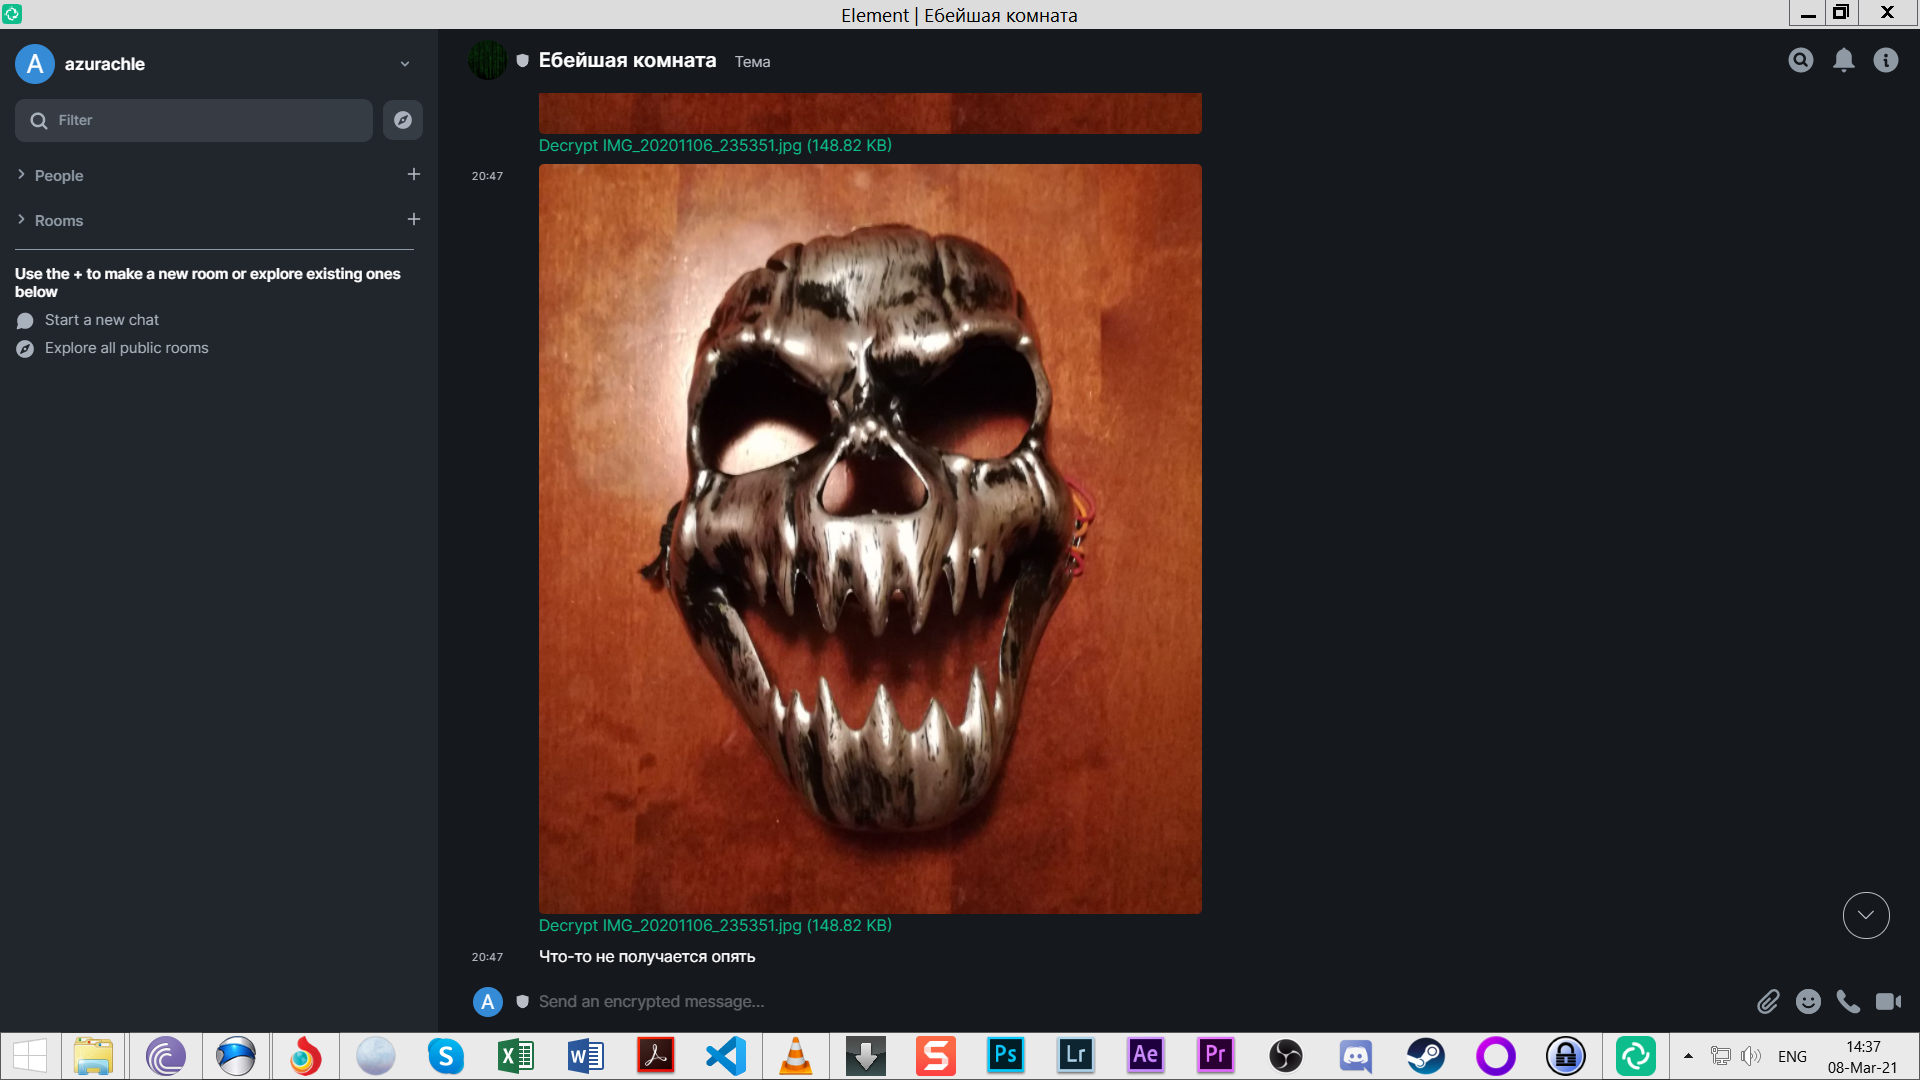 Element | Ебейшая комната
A azurachle
Filter
People
Rooms
Use the + to make a new room or explore existing ones
below
Start a new chat
Explore all public rooms
Ебейшая комната Тема
Decrypt IMG_20201106_235351.jpg (148.82 KB)
20:47
Decrypt IMG_20201106_235351.jpg (148.82 KB)
20:47 Что-то не получается опять
A Send an encrypted message...
S X W S Ps Lr Ae Pr ENG
14:37
08-Mar-21